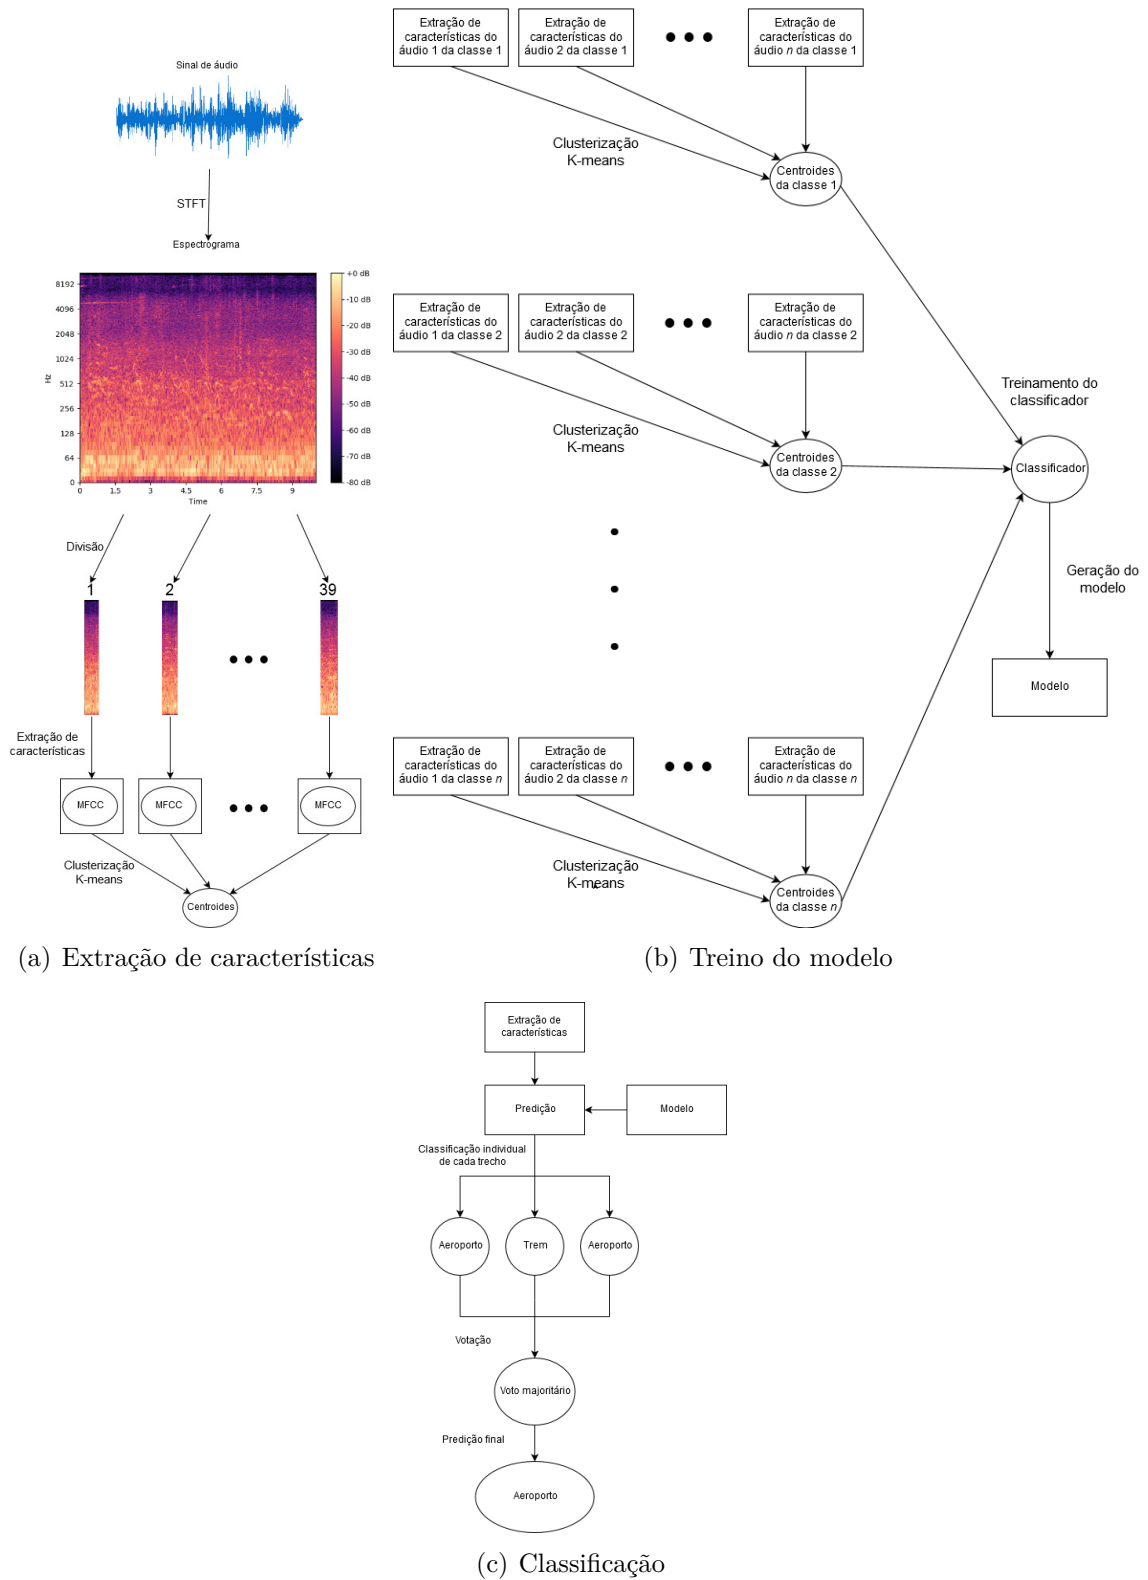 Sinal de áudio
STFT
Espectrograma
8192
4096
2048
1024
512
256
128
64
0
Hz
0
1.5
3
4.5
6
7.5
9
Time
+0 dB
-10 dB
-20 dB
-30 dB
-40 dB
-50 dB
-60 dB
-70 dB
-80 dB
Divisão
1
2
39
Extração de
características
MFCC
MFCC
MFCC
Clusterização
K-means
Centroides
(a) Extração de características
Extração de
características do
áudio 1 da classe 1
Extração de
características do
áudio 2 da classe 1
Extração de
características do
áudio n da classe 1
Clusterização
K-means
Centroides
da classe 1
Extração de
características do
áudio 1 da classe 2
Extração de
características do
áudio 2 da classe 2
Extração de
características do
áudio n da classe 2
Clusterização
K-means
Centroides
da classe 2
Treinamento do
classificador
Classificador
Geração do
modelo
Modelo
Extração de
características do
áudio 1 da classe n
Extração de
características do
áudio 2 da classe n
Extração de
características do
áudio n da classe n
Clusterização
K-means
Centroides
da classe n
(b) Treino do modelo
Extração de
características
Predição
Modelo
Classificação individual
de cada trecho
Aeroporto
Trem
Aeroporto
Votação
Voto majoritário
Predição final
Aeroporto
(c) Classificação